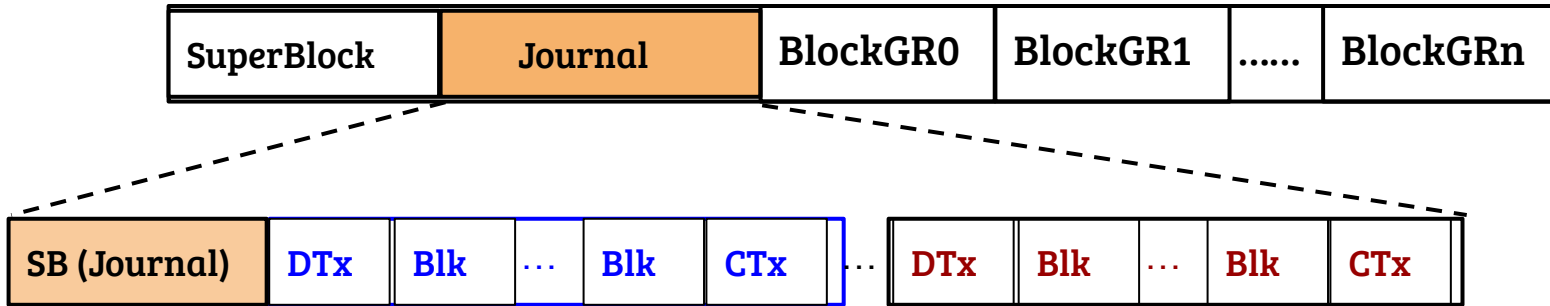 SuperBlock Journal BlockGR0 BlockGR1 ...... BlockGRn
SB (Journal) DTx Blk ... Blk CTx ... DTx Blk ... Blk CTx